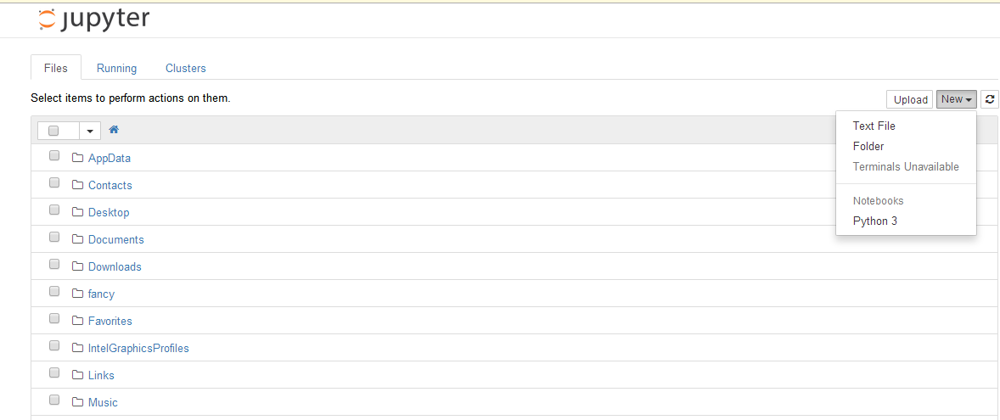 jupyter
Files Running Clusters
Select items to perform actions on them.
Upload New
Text File
Folder
Terminals Unavailable
Notebooks
Python 3
AppData
Contacts
Desktop
Documents
Downloads
fancy
Favorites
IntelGraphicsProfiles
Links
Music